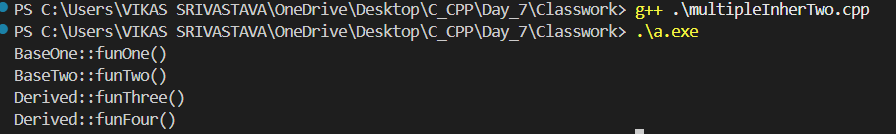 PS C:\Users\VIKAS SRIVASTAVA\OneDrive\Desktop\C_CPP\Day_7\Classwork> g++ .\multipleInherTwo.cpp
PS C:\Users\VIKAS SRIVASTAVA\OneDrive\Desktop\C_CPP\Day_7\Classwork> .\a.exe
BaseOne::funOne()
BaseTwo::funTwo()
Derived::funThree()
Derived::funFour()